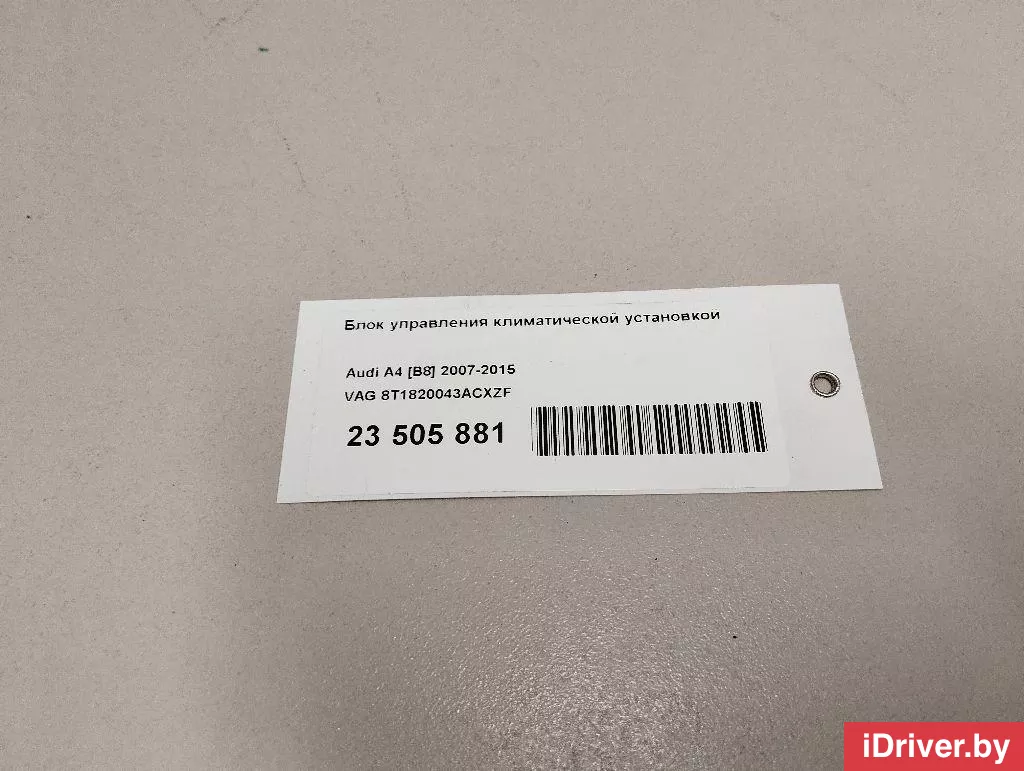 Блок управления климатической установкой
Audi A4 [B8] 2007-2015
VAG 8T1820043ACXZF
23 505 881
iDriver.by